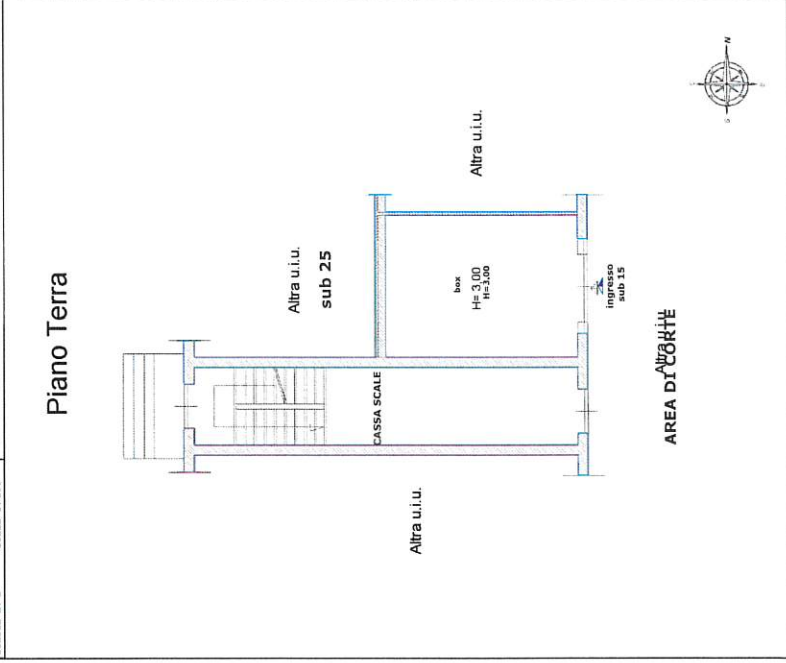 Piano Terra
N
Altra u.i.u.
Altra u.i.u.
sub 25
box
H= 3,00
H=3,00
ingresso
sub 15
CASSA SCALE
Altra u.i.u
AREA DI CORTE
Altra u.i.u.